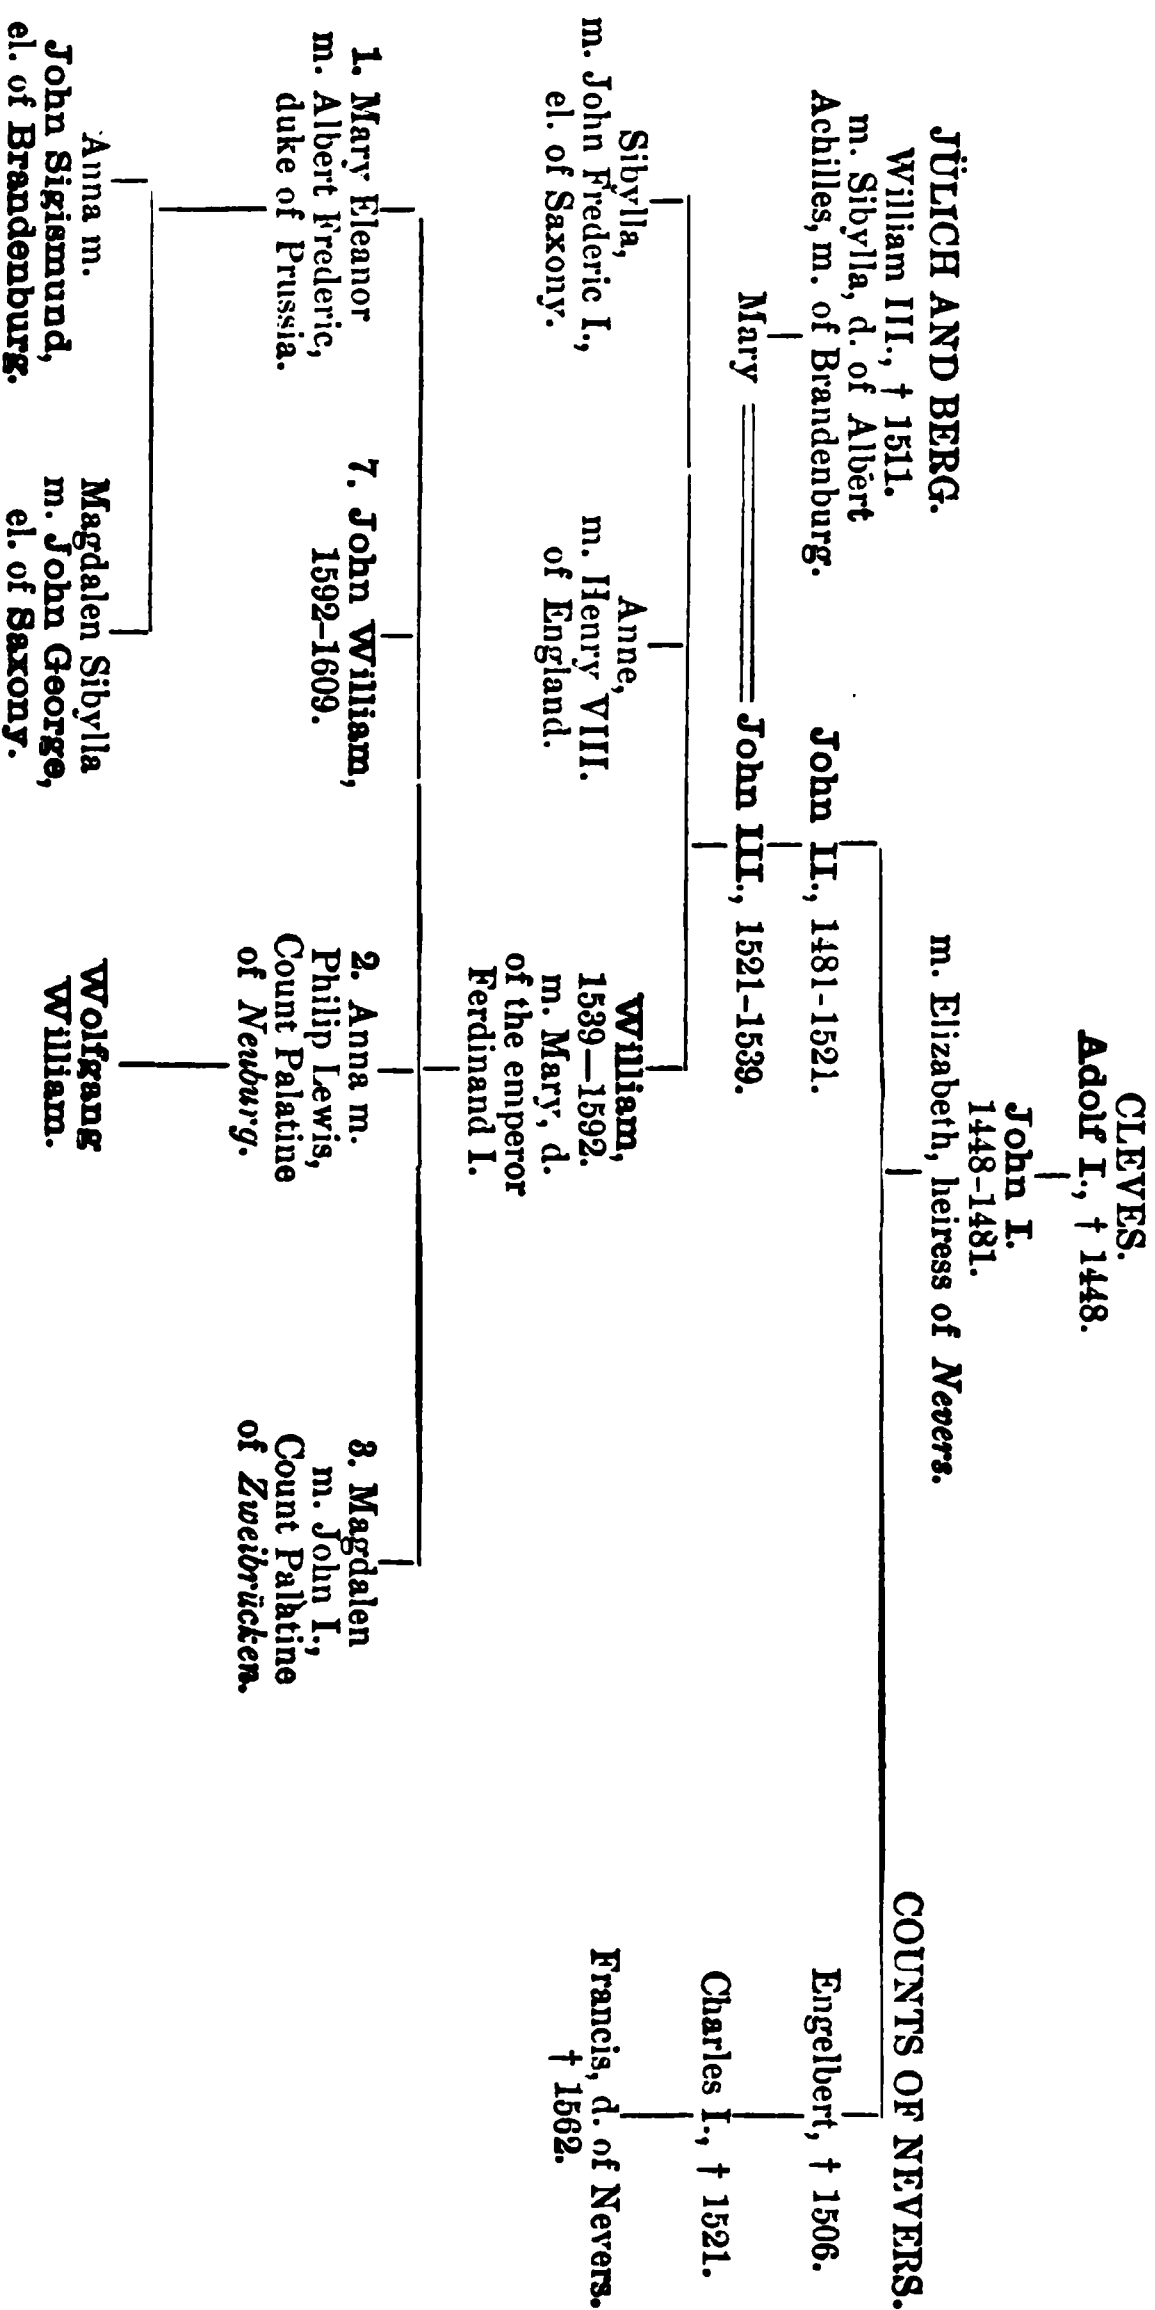 CLEVES.
Adolf I., † 1448.
John I.
1448-1481.
m. Elizabeth, heiress of Nevers.
JÜLICH AND BERG.
William III., † 1511.
m. Sibylla, d. of Albert
Achilles, m. of Brandenburg.
John II., 1481-1521.
COUNTS OF NEVERS.
Engelbert, † 1506.
Mary
John III., 1521-1539.
Charles I., † 1521.
Sibylla,
m. John Frederic I.,
el. of Saxony.
Anne,
m. Henry VIII.
of England.
William,
1539—1592.
m. Mary, d.
of the emperor
Ferdinand I.
Francis, d. of Nevers.
† 1562.
1. Mary Eleanor
m. Albert Frederic,
duke of Prussia.
7. John William,
1592-1609.
2. Anna m.
Philip Lewis,
Count Palatine
of Neuburg.
3. Magdalen
m. John I.,
Count Palatine
of Zweibrücken.
Anna m.
John Sigismund,
el. of Brandenburg.
Magdalen Sibylla
m. John George,
el. of Saxony.
Wolfgang
William.